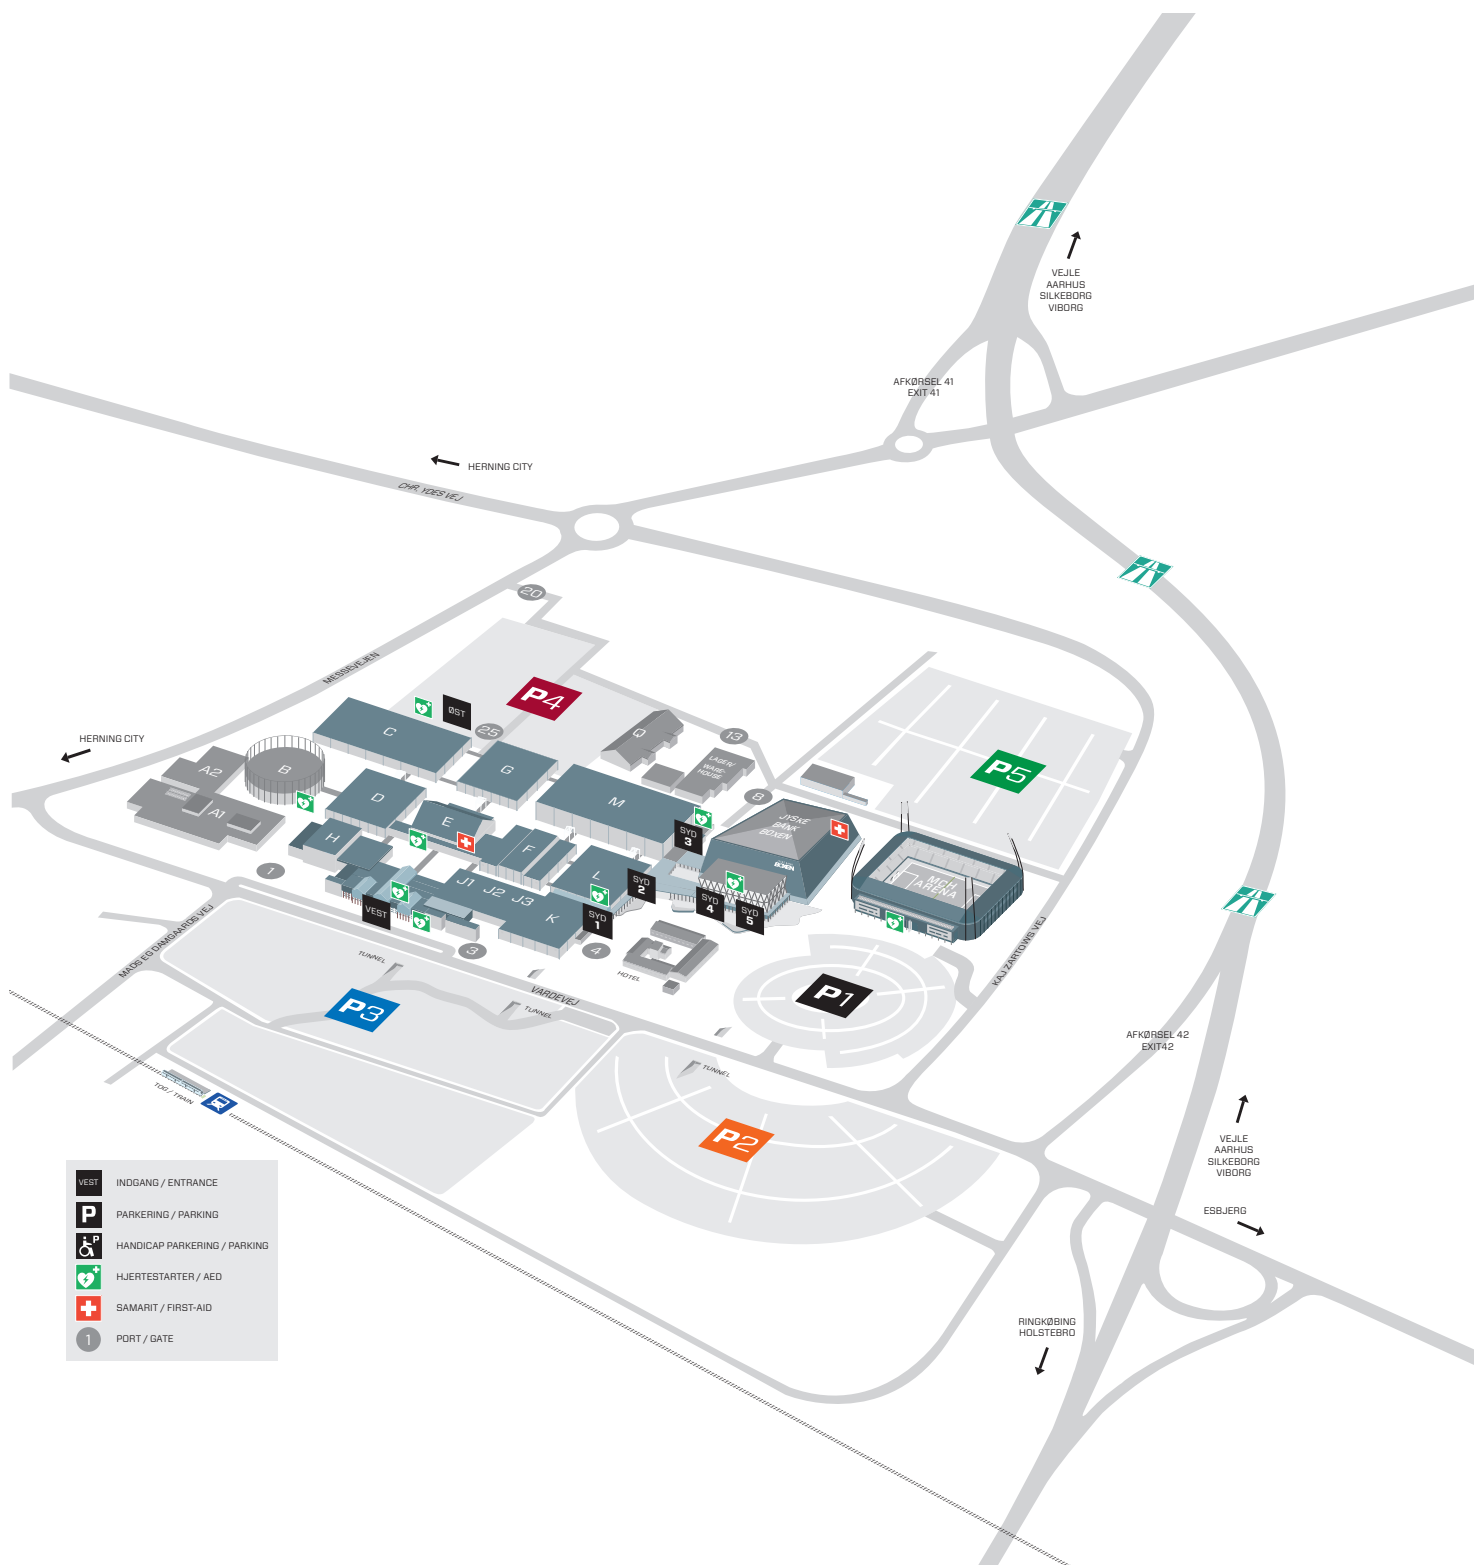 VEJLE
AARHUS
SILKEBORG
VIBORG
AFKØRSEL 41
EXIT 41
HERNING CITY
CHR. YDES VEJ
20
MESSEVEJEN
P4
ØST
25
C
Q
13
HERNING CITY
LAGER/
WARE-
HOUSE
A2
B
G
P5
D
M
8
A1
E
JYSKE
BANK
BOXEN
H
F
SYD
3
BOXEN
1
J1
J2
J3
L
SYD
2
MCH
ARENA
VEST
K
SYD
1
SYD
4
SYD
5
3
4
MADS EG DAMGAARDS VEJ
TUNNEL
HOTEL
KAJ ZARTOWS VEJ
VARDEVEJ
P1
P3
TUNNEL
AFKØRSEL 42
EXIT42
TUNNEL
TOG / TRAIN
P2
VEJLE
AARHUS
SILKEBORG
VIBORG
ESBJERG
RINGKØBING
HOLSTEBRO
VEST INDGANG / ENTRANCE
P PARKERING / PARKING
P HANDICAP PARKERING / PARKING
HJERTESTARTER / AED
SAMARIT / FIRST-AID
1 PORT / GATE